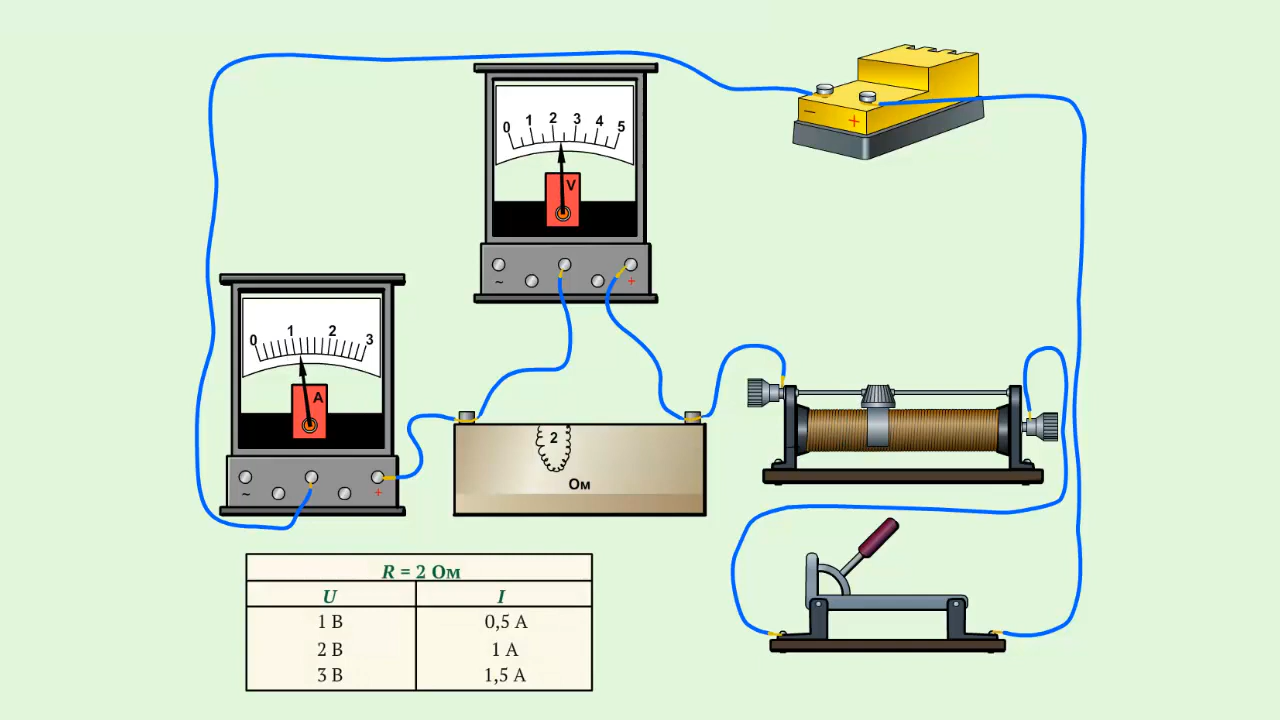 − +
0 1 2 3 4 5
V
~ +
0 1 2 3
A
~ +
2
Ом
R = 2 Ом
U I
1 В 0,5 А
2 В 1 А
3 В 1,5 А